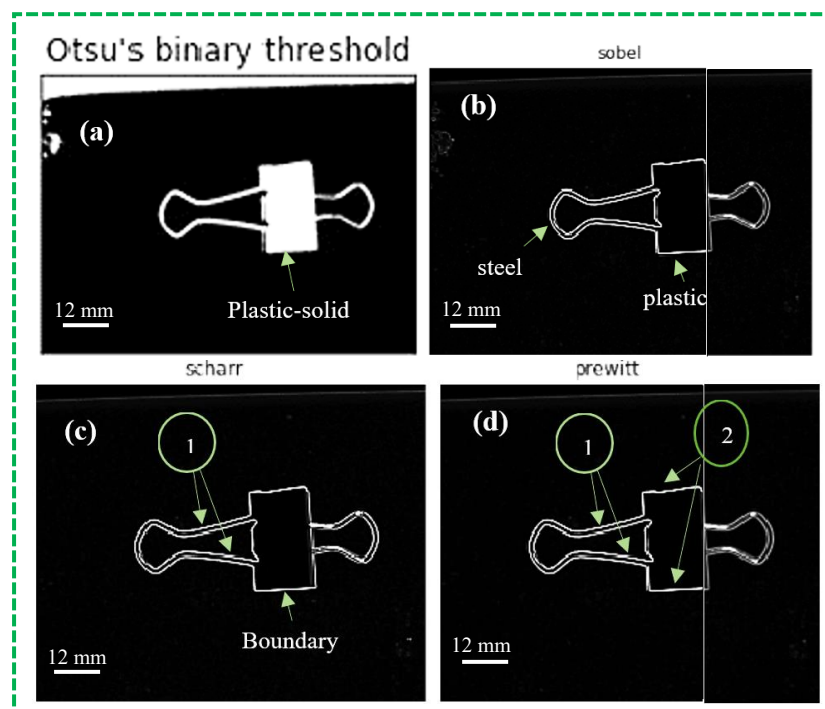 Otsu's binary threshold
(a)
Plastic-solid
12 mm
sobel
(b)
steel
plastic
12 mm
scharr
(c)
1
Boundary
12 mm
prewitt
(d)
1
2
12 mm